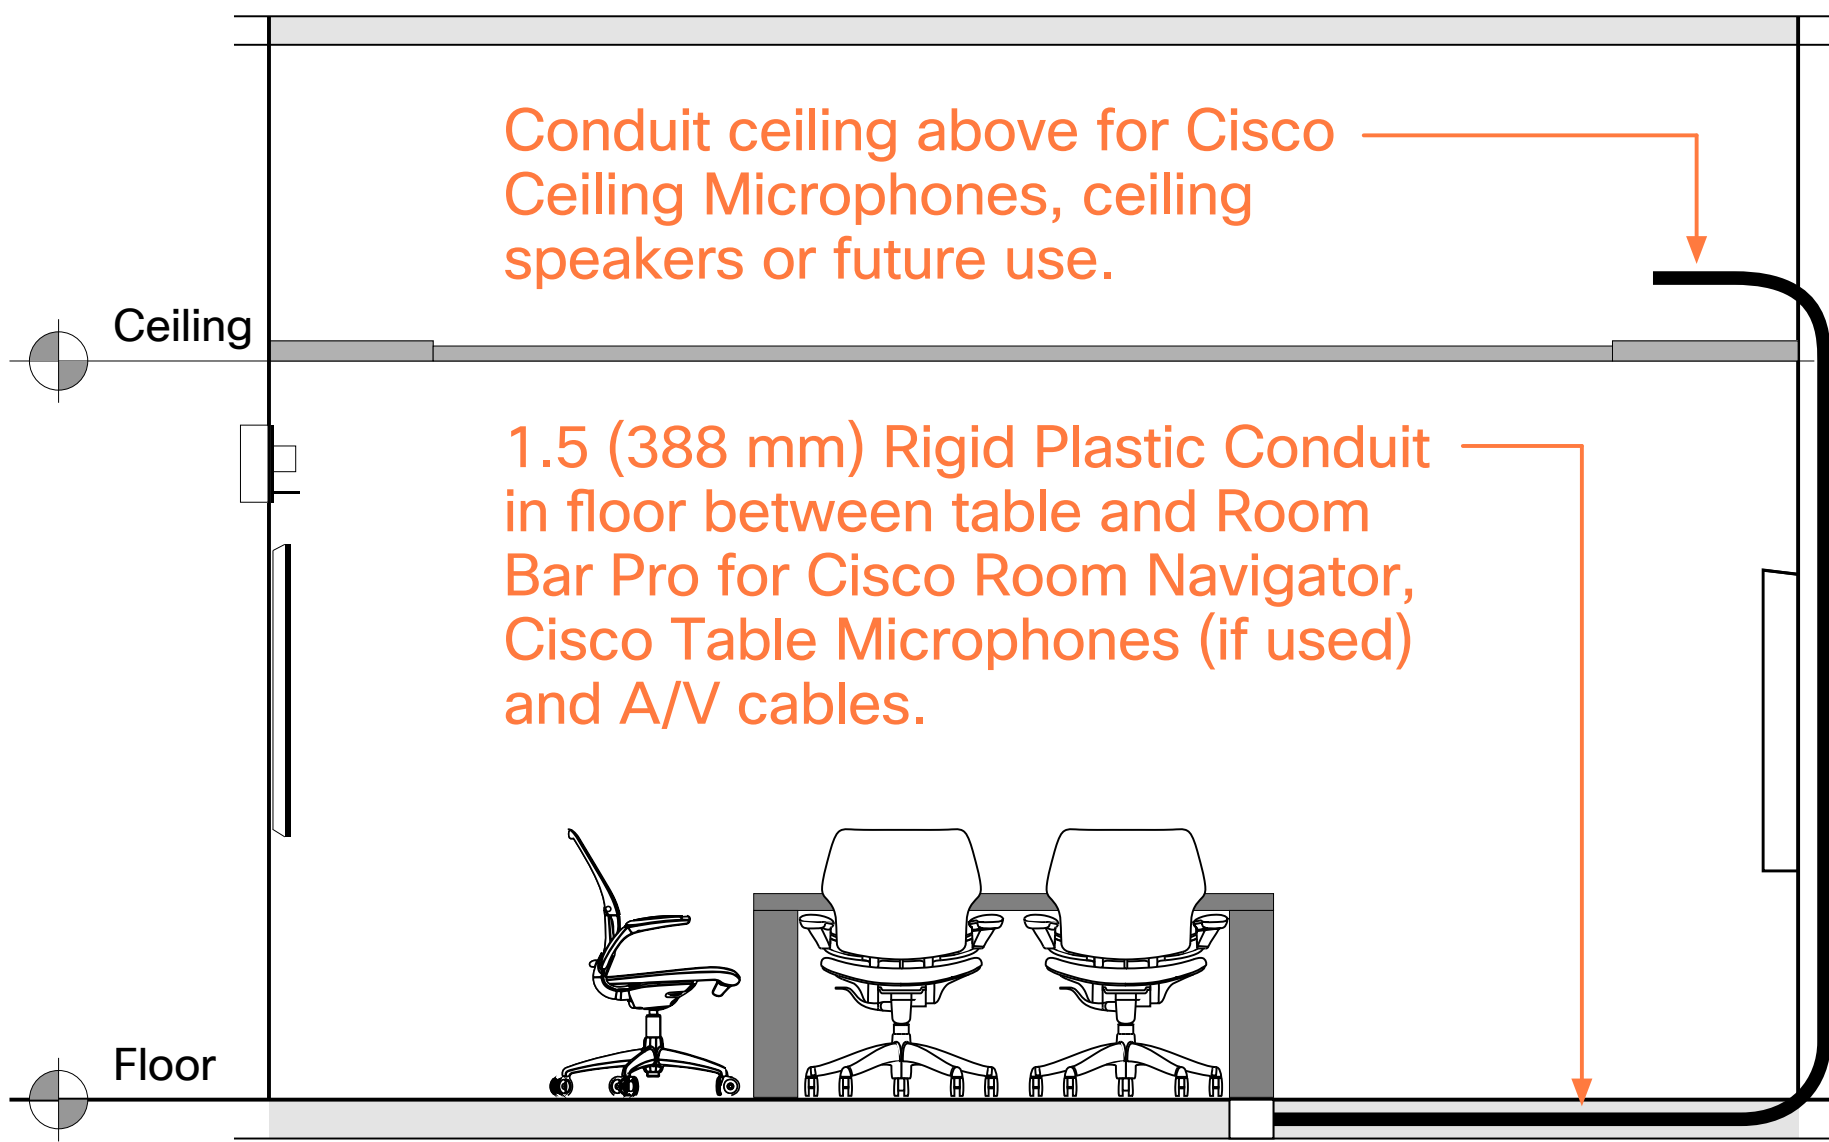 Conduit ceiling above for Cisco
Ceiling Microphones, ceiling
speakers or future use.
Ceiling
1.5 (388 mm) Rigid Plastic Conduit
in floor between table and Room
Bar Pro for Cisco Room Navigator,
Cisco Table Microphones (if used)
and A/V cables.
Floor